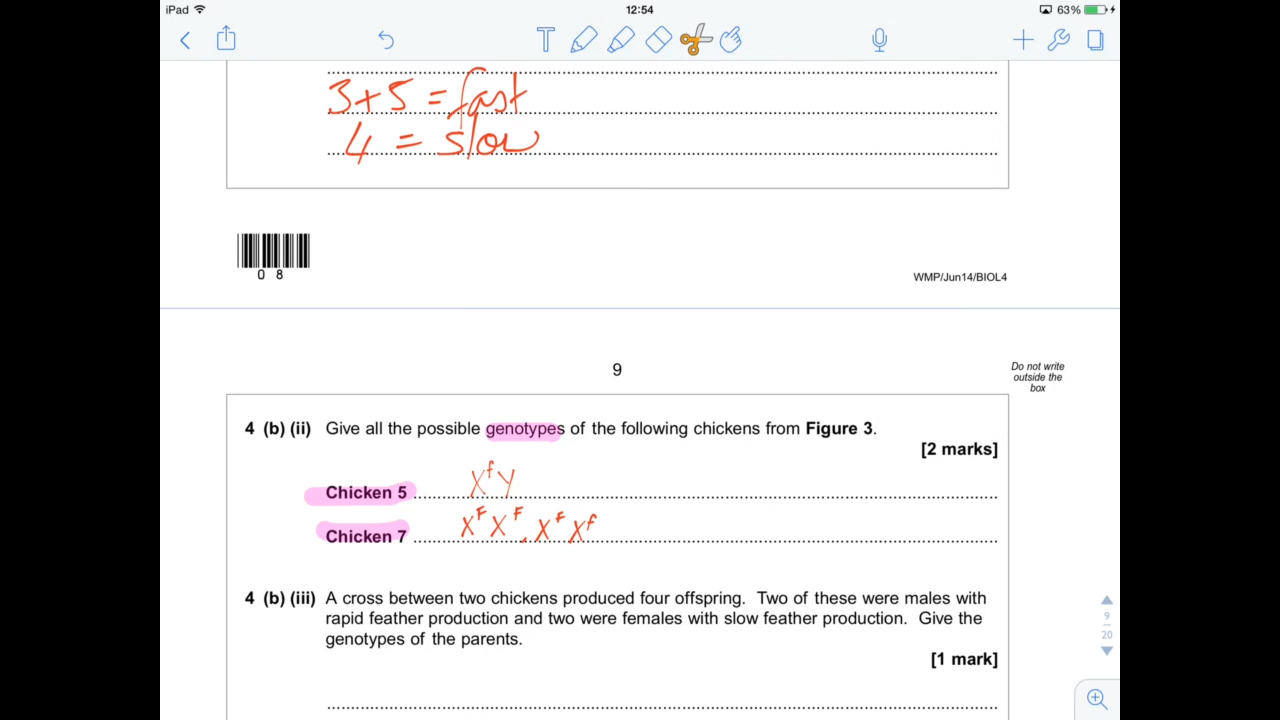 iPad 12:54 63%
T
3+5 = fast
4 = slow
0 8
WMP/Jun14/BIOL4
9
Do not write
outside the
box
4 (b) (ii) Give all the possible genotypes of the following chickens from Figure 3.
[2 marks]
Chicken 5 XᶠY
Chicken 7 X^F X^F, X^F X^f
4 (b) (iii) A cross between two chickens produced four offspring. Two of these were males with
rapid feather production and two were females with slow feather production. Give the
genotypes of the parents.
[1 mark]
9
20